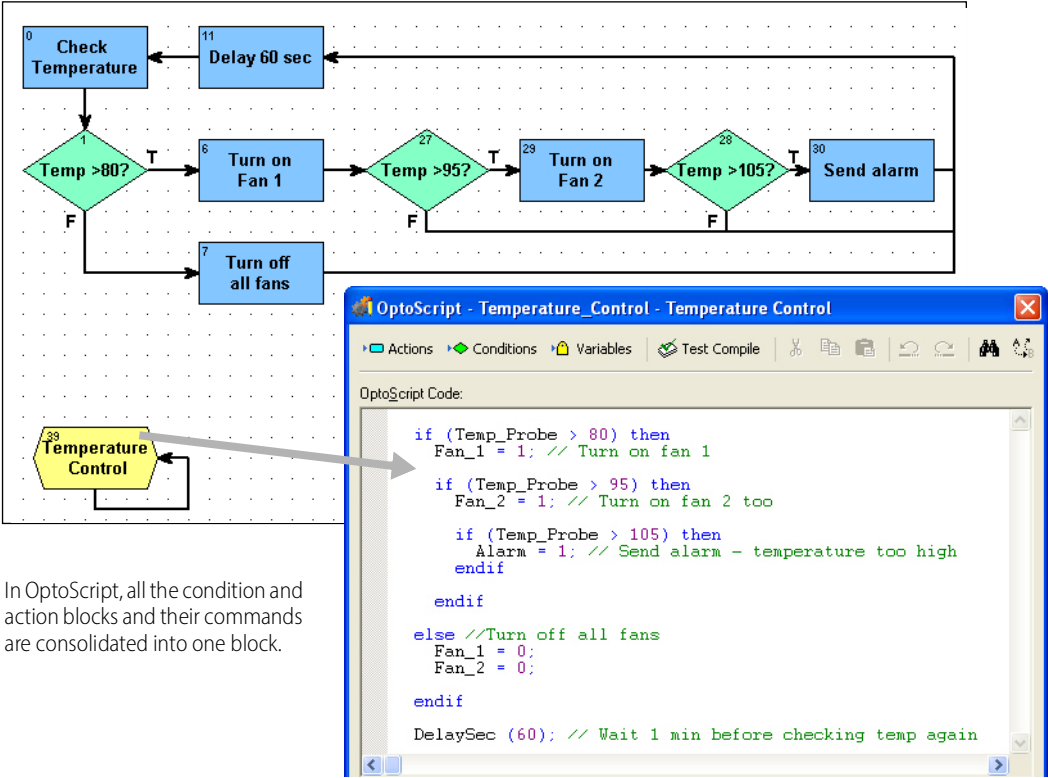 0
Check
Temperature
11
Delay 60 sec
1
Temp >80?
T
F
6
Turn on
Fan 1
27
Temp >95?
T
F
29
Turn on
Fan 2
28
Temp >105?
T
F
30
Send alarm
7
Turn off
all fans
39
Temperature
Control
In OptoScript, all the condition and
action blocks and their commands
are consolidated into one block.
OptoScript - Temperature_Control - Temperature Control
Actions Conditions Variables Test Compile
OptoScript Code:
if (Temp_Probe > 80) then
Fan_1 = 1; // Turn on fan 1
if (Temp_Probe > 95) then
Fan_2 = 1; // Turn on fan 2 too
if (Temp_Probe > 105) then
Alarm = 1; // Send alarm – temperature too high
endif
endif
else //Turn off all fans
Fan_1 = 0;
Fan_2 = 0;
endif
DelaySec (60); // Wait 1 min before checking temp again